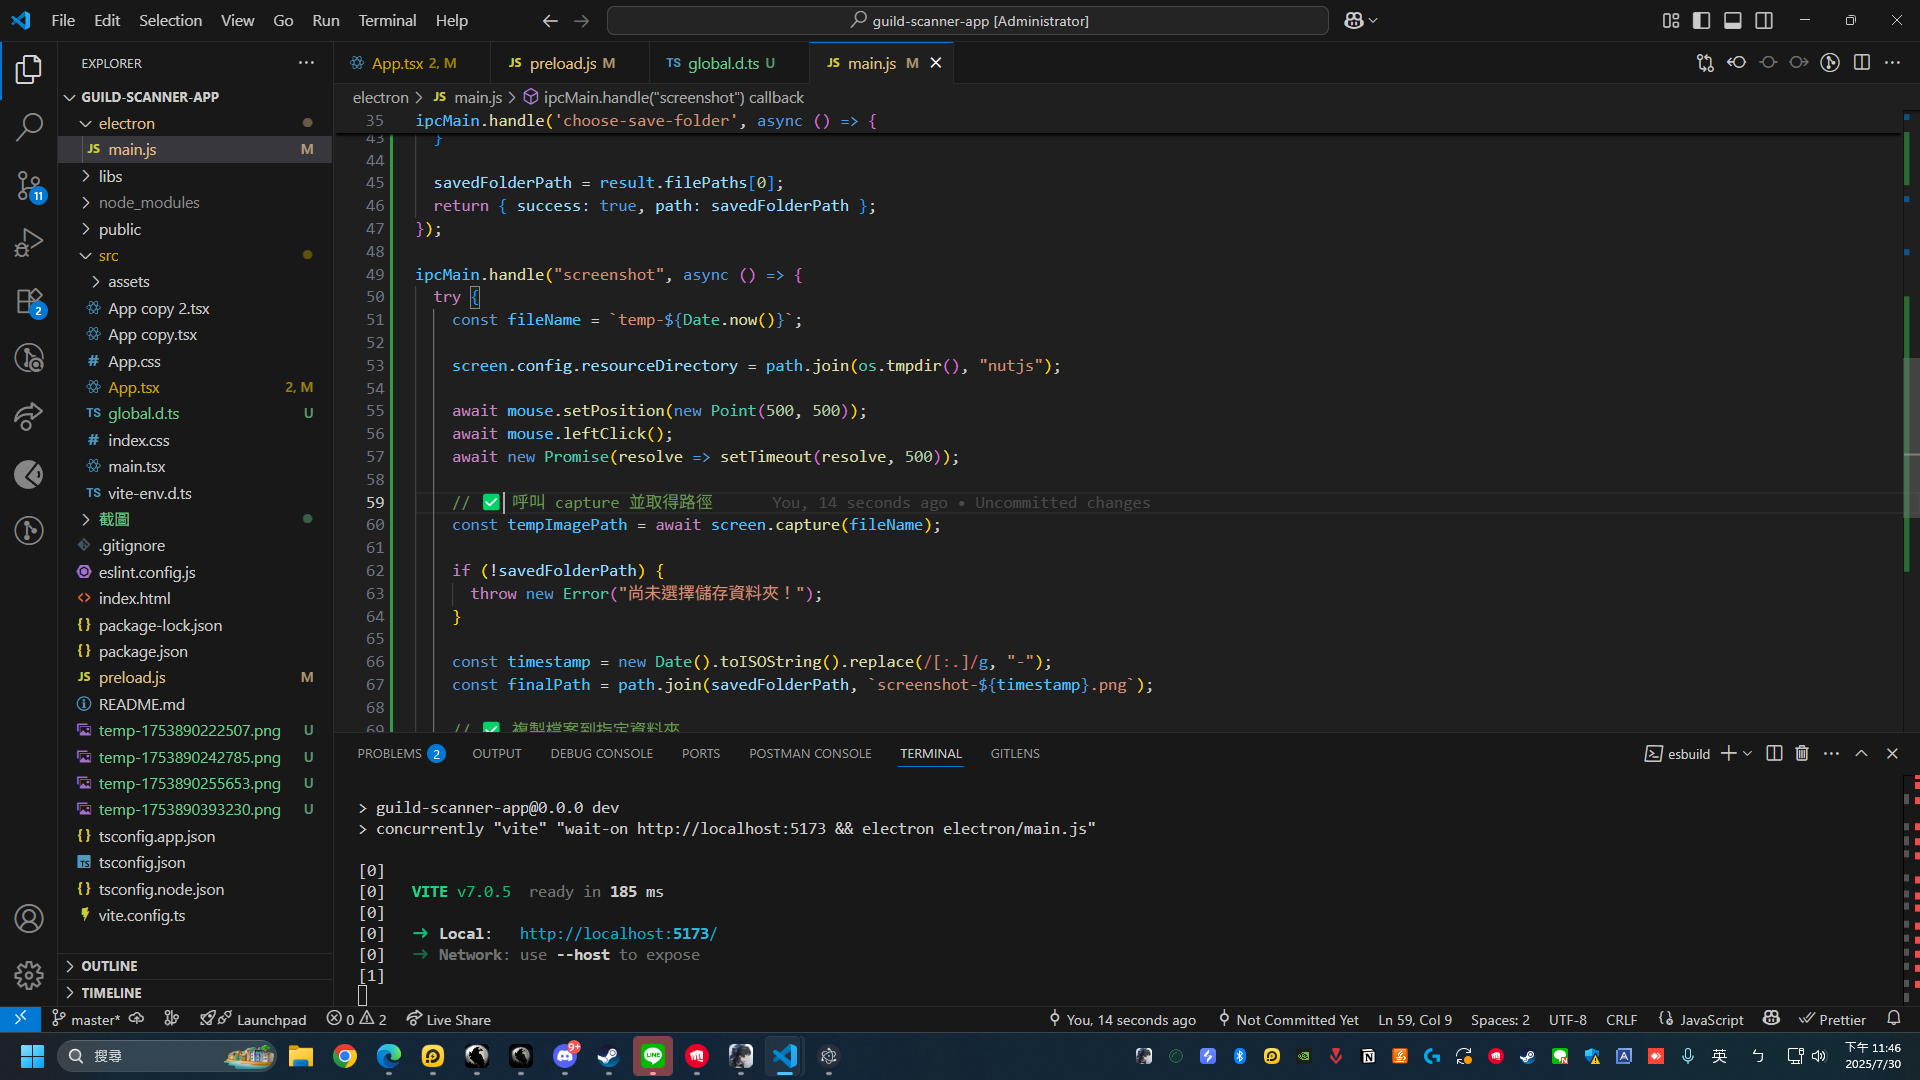 File Edit Selection View Go Run Terminal Help
guild-scanner-app [Administrator]
EXPLORER
App.tsx 2, M
JS preload.js M
TS global.d.ts U
JS main.js M
GUILD-SCANNER-APP
electron
JS main.js M
libs
node_modules
public
src
assets
App copy 2.tsx
App copy.tsx
# App.css
App.tsx 2, M
TS global.d.ts U
# index.css
main.tsx
TS vite-env.d.ts
截圖
.gitignore
eslint.config.js
index.html
{} package-lock.json
{} package.json
JS preload.js M
README.md
temp-1753890222507.png U
temp-1753890242785.png U
temp-1753890255653.png U
temp-1753890393230.png U
{} tsconfig.app.json
TS tsconfig.json
{} tsconfig.node.json
vite.config.ts
OUTLINE
TIMELINE
11
2
electron > JS main.js > ipcMain.handle("screenshot") callback
35 ipcMain.handle('choose-save-folder', async () => {
43 }
44
45 savedFolderPath = result.filePaths[0];
46 return { success: true, path: savedFolderPath };
47 });
48
49 ipcMain.handle("screenshot", async () => {
50 try {
51 const fileName = `temp-${Date.now()}`;
52
53 screen.config.resourceDirectory = path.join(os.tmpdir(), "nutjs");
54
55 await mouse.setPosition(new Point(500, 500));
56 await mouse.leftClick();
57 await new Promise(resolve => setTimeout(resolve, 500));
58
59 // ✅ 呼叫 capture 並取得路徑 You, 14 seconds ago • Uncommitted changes
60 const tempImagePath = await screen.capture(fileName);
61
62 if (!savedFolderPath) {
63 throw new Error("尚未選擇儲存資料夾！");
64 }
65
66 const timestamp = new Date().toISOString().replace(/[:.]/g, "-");
67 const finalPath = path.join(savedFolderPath, `screenshot-${timestamp}.png`);
68
69 // ✅ 複製檔案到指定資料夾
PROBLEMS 2 OUTPUT DEBUG CONSOLE PORTS POSTMAN CONSOLE TERMINAL GITLENS
esbuild
> guild-scanner-app@0.0.0 dev
> concurrently "vite" "wait-on http://localhost:5173 && electron electron/main.js"
[0]
[0] VITE v7.0.5 ready in 185 ms
[0]
[0] ➜ Local: http://localhost:5173/
[0] ➜ Network: use --host to expose
[1]
master* Launchpad 0 2 Live Share
You, 14 seconds ago Not Committed Yet Ln 59, Col 9 Spaces: 2 UTF-8 CRLF {} JavaScript Prettier
搜尋
9+
LINE
英
ㄅ
下午 11:46
2025/7/30